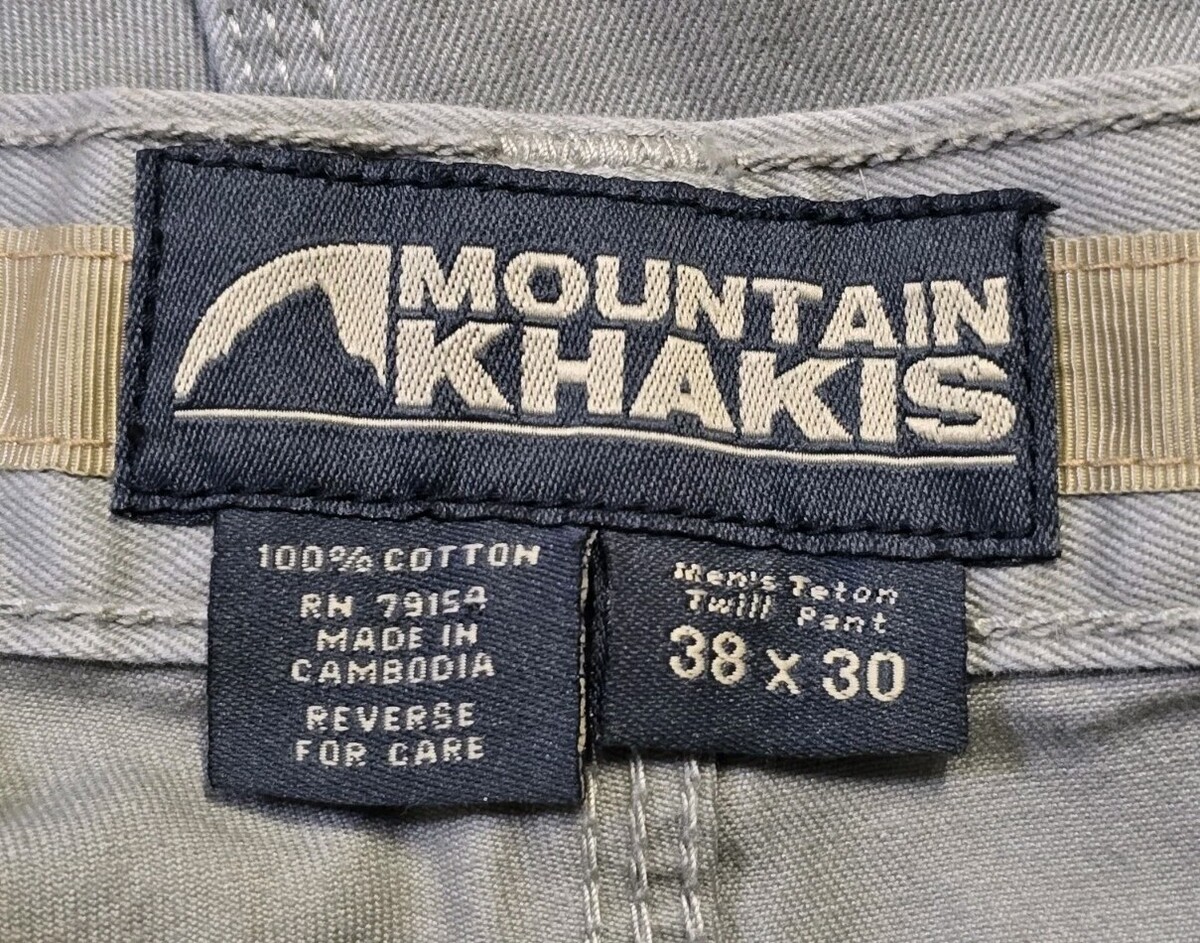 MOUNTAIN
KHAKIS
100% COTTON
RN 79154
MADE IN
CAMBODIA
REVERSE
FOR CARE
Men's Teton
Twill Pant
38 x 30